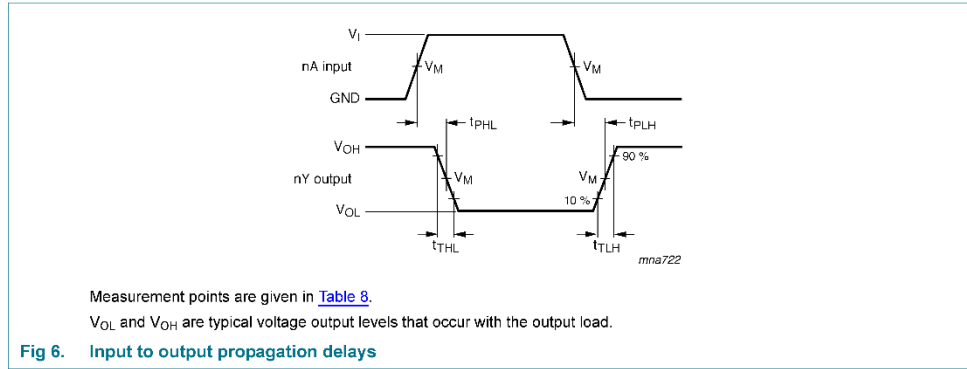 VI
nA input
VM
VM
GND
tPHL
tPLH
VOH
90 %
nY output
VM
VM
10 %
VOL
tTHL
tTLH
mna722
Measurement points are given in Table 8.
VOL and VOH are typical voltage output levels that occur with the output load.
Fig 6. Input to output propagation delays